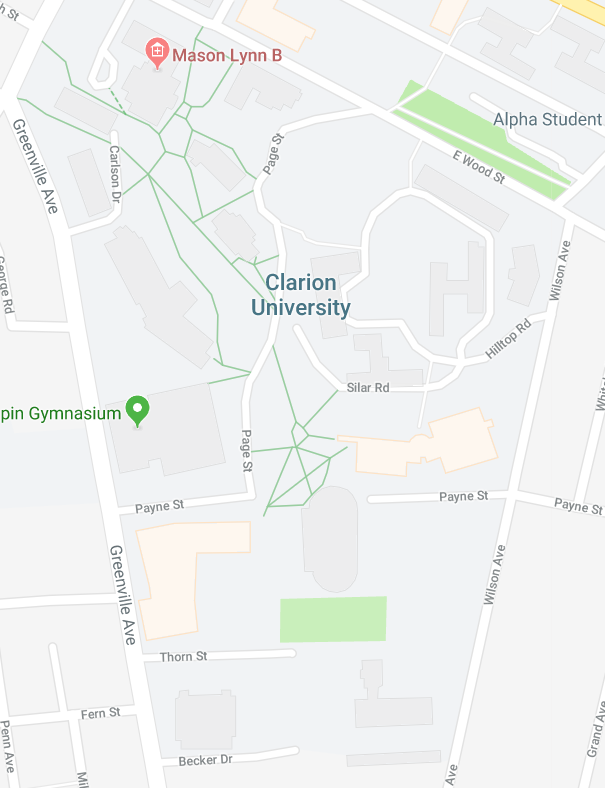 h St
Mason Lynn B
Greenville Ave
Carlson Dr
Page St
Alpha Student
E Wood St
George Rd
Wilson Ave
Clarion
University
Hilltop Rd
Silar Rd
pin Gymnasium
Page St
Payne St
Payne St
Payne St
Greenville Ave
Wilson Ave
Thorn St
Fern St
Penn Ave
Becker Dr
Grand Ave
Ave